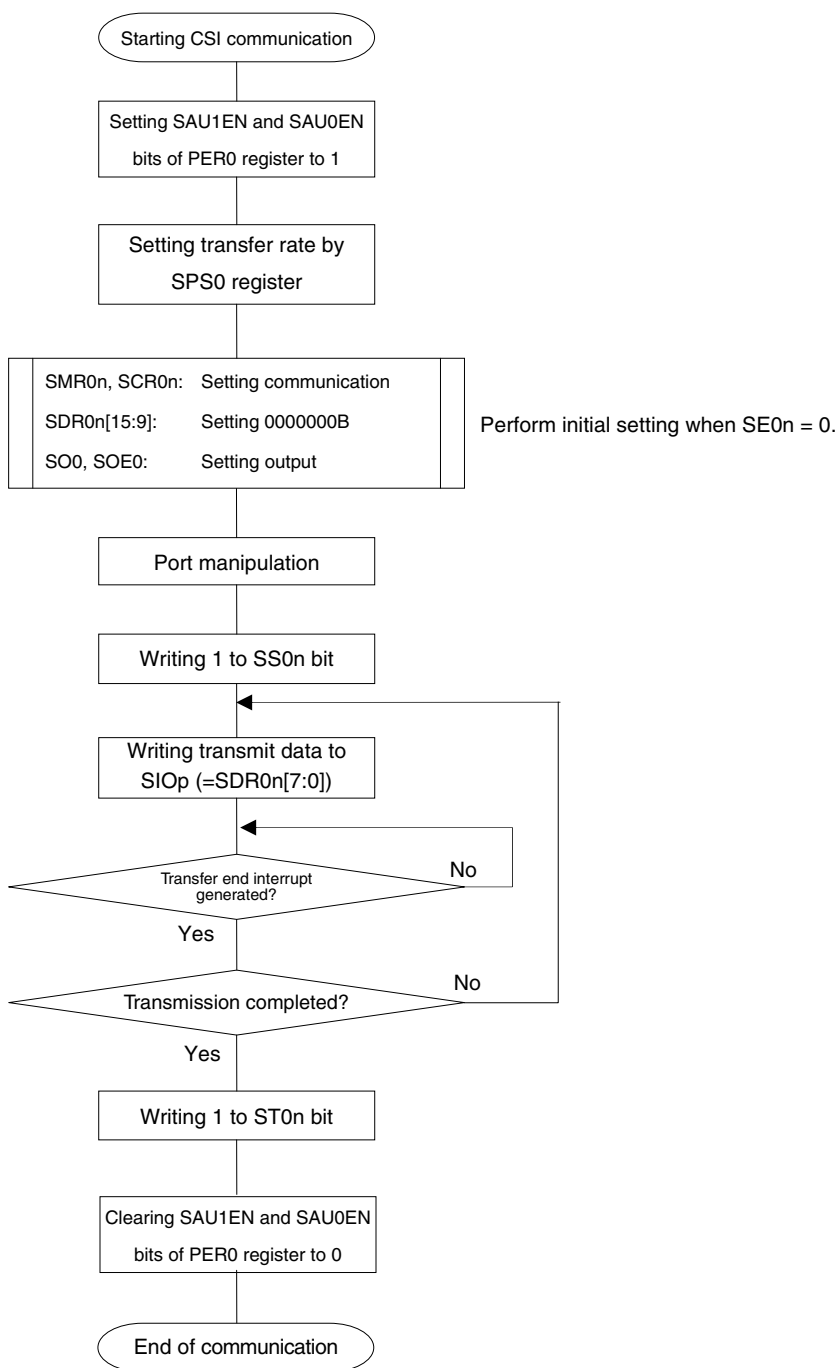 Starting CSI communication
Setting SAU1EN and SAU0EN
bits of PER0 register to 1
Setting transfer rate by
SPS0 register
SMR0n, SCR0n: Setting communication
SDR0n[15:9]: Setting 0000000B
SO0, SOE0: Setting output
Perform initial setting when SE0n = 0.
Port manipulation
Writing 1 to SS0n bit
Writing transmit data to
SIOp (=SDR0n[7:0])
Transfer end interrupt
generated?
No
Yes
Transmission completed?
No
Yes
Writing 1 to ST0n bit
Clearing SAU1EN and SAU0EN
bits of PER0 register to 0
End of communication